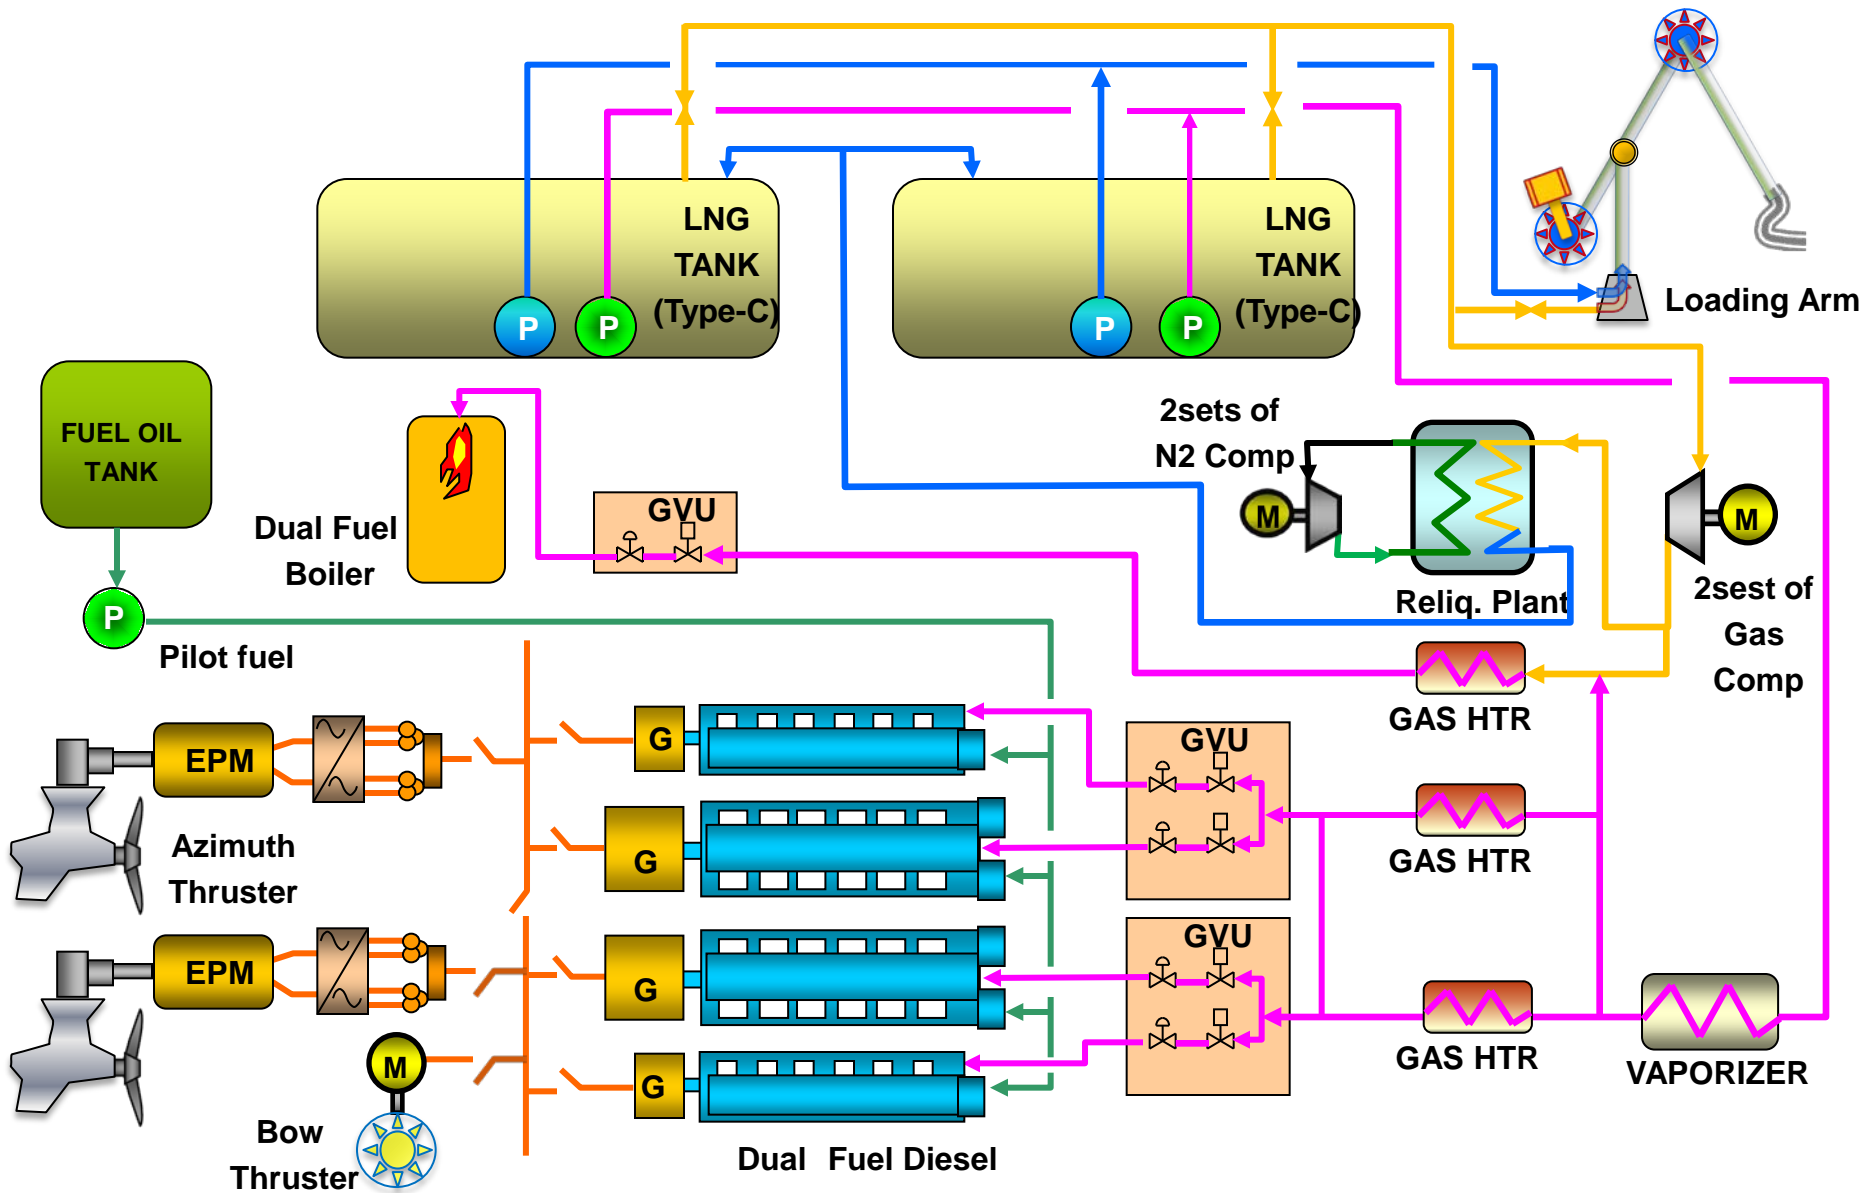 LNG
TANK
(Type-C)
P
P
LNG
TANK
(Type-C)
P
P
Loading Arm
FUEL OIL
TANK
P
Pilot fuel
Dual Fuel
Boiler
GVU
2sets of
N2 Comp
M
Reliq. Plant
M
2sest of
Gas
Comp
GAS HTR
GAS HTR
GAS HTR
VAPORIZER
GVU
GVU
EPM
Azimuth
Thruster
EPM
M
Bow
Thruster
G
G
G
G
Dual Fuel Diesel